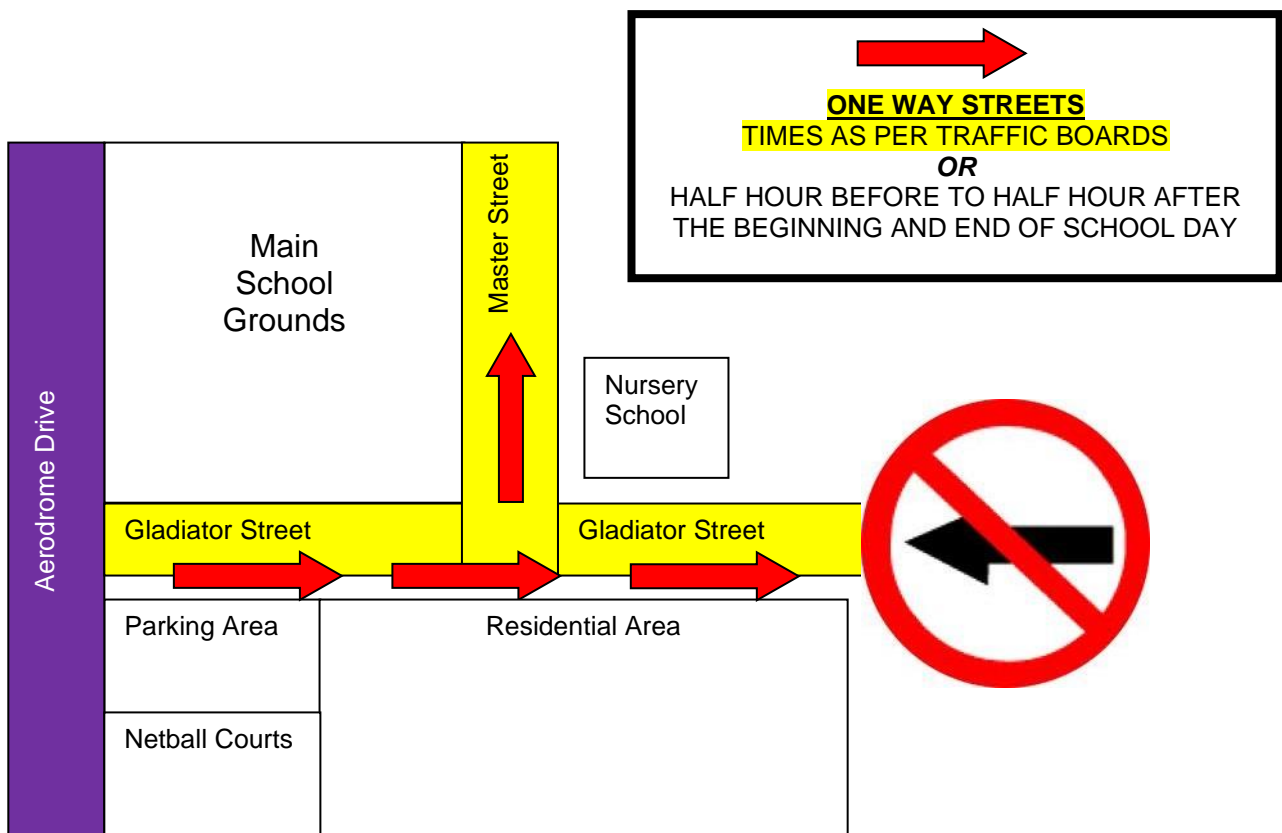 ONE WAY STREETS
TIMES AS PER TRAFFIC BOARDS
OR
HALF HOUR BEFORE TO HALF HOUR AFTER
THE BEGINNING AND END OF SCHOOL DAY
Aerodrome Drive
Main
School
Grounds
Master Street
Nursery
School
Gladiator Street
Gladiator Street
Parking Area
Residential Area
Netball Courts